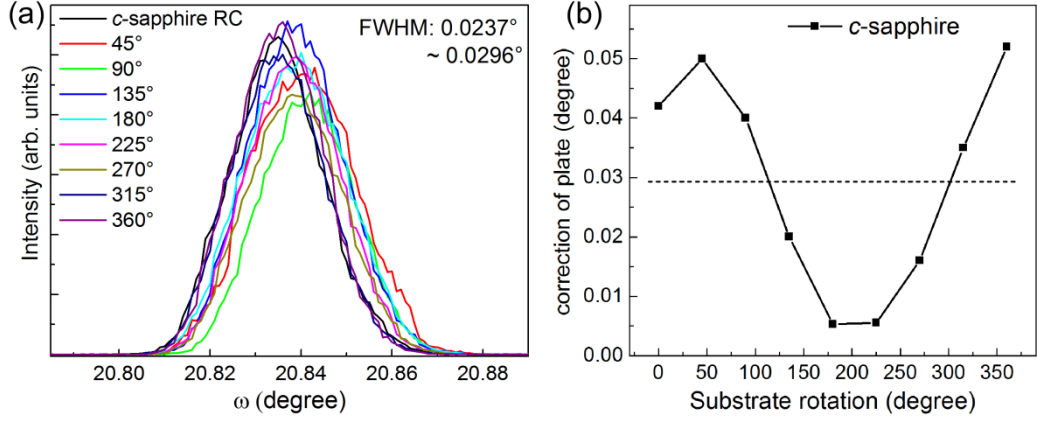 (a)
c-sapphire RC
45°
90°
135°
180°
225°
270°
315°
360°
FWHM: 0.0237°
~ 0.0296°
Intensity (arb. units)
20.80 20.82 20.84 20.86 20.88
ω (degree)
(b)
c-sapphire
correction of plate (degree)
0.05
0.04
0.03
0.02
0.01
0.00
0 50 100 150 200 250 300 350
Substrate rotation (degree)